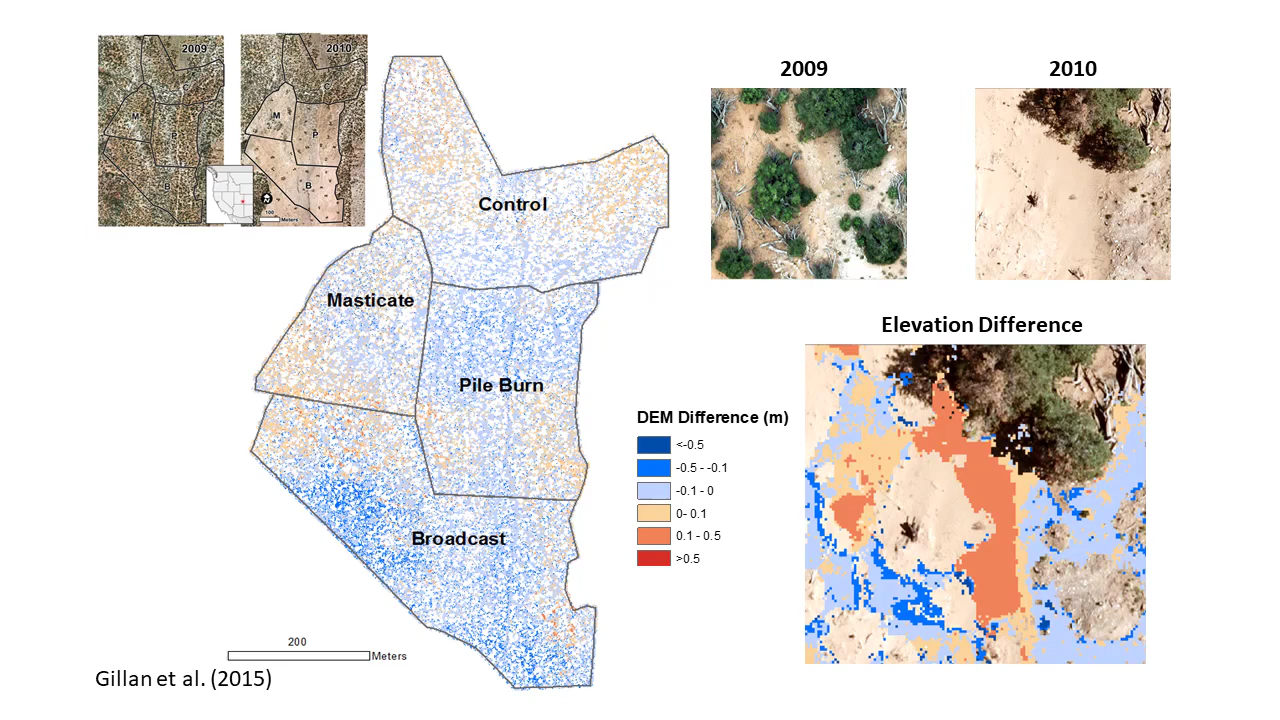 2009
2010
M
P
B
M
P
B
100
Meters
2009
2010
Control
Masticate
Pile Burn
Elevation Difference
DEM Difference (m)
<-0.5
-0.5 - -0.1
-0.1 - 0
0- 0.1
0.1 - 0.5
>0.5
Broadcast
200
Meters
Gillan et al. (2015)